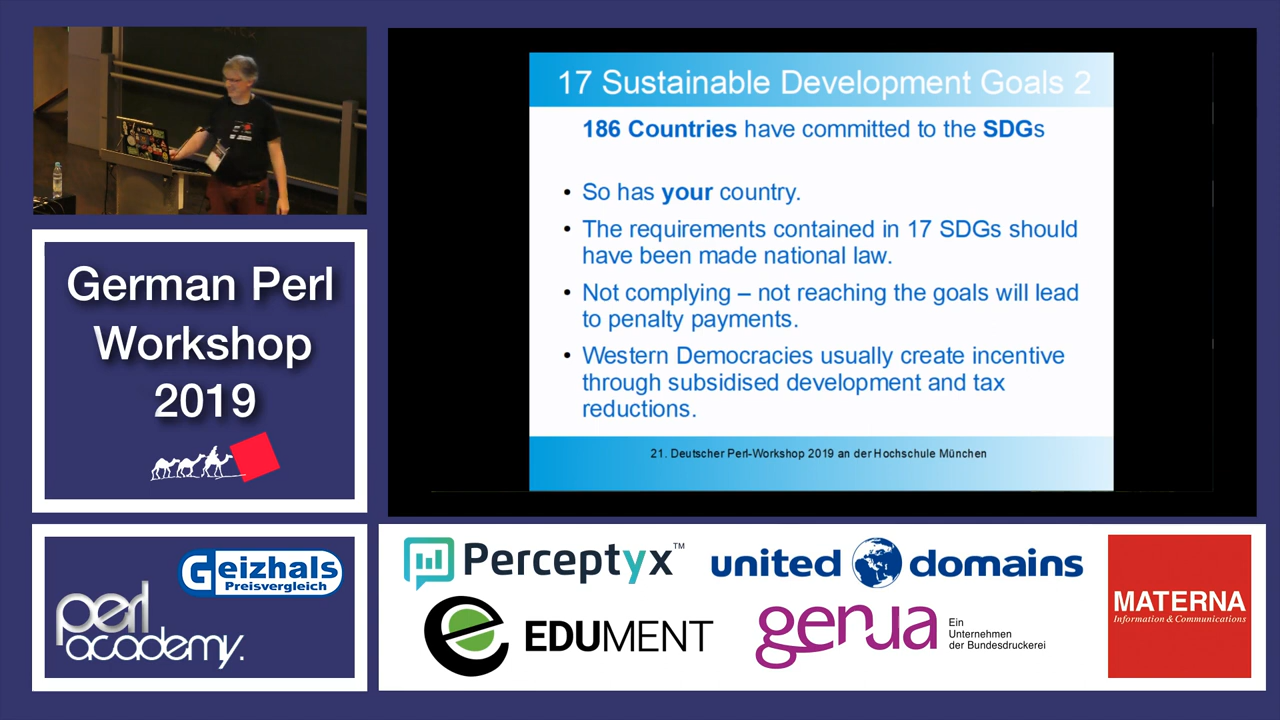 17 Sustainable Development Goals 2
186 Countries have committed to the SDGs
• So has your country.
• The requirements contained in 17 SDGs should
have been made national law.
• Not complying – not reaching the goals will lead
to penalty payments.
• Western Democracies usually create incentive
through subsidised development and tax
reductions.
21. Deutscher Perl-Workshop 2019 an der Hochschule München
German Perl
Workshop
2019
Geizhals
Preisvergleich
perl
academy.
Perceptyx™
united domains
EDUMENT
genua
Ein
Unternehmen
der Bundesdruckerei
MATERNA
Information & Communications